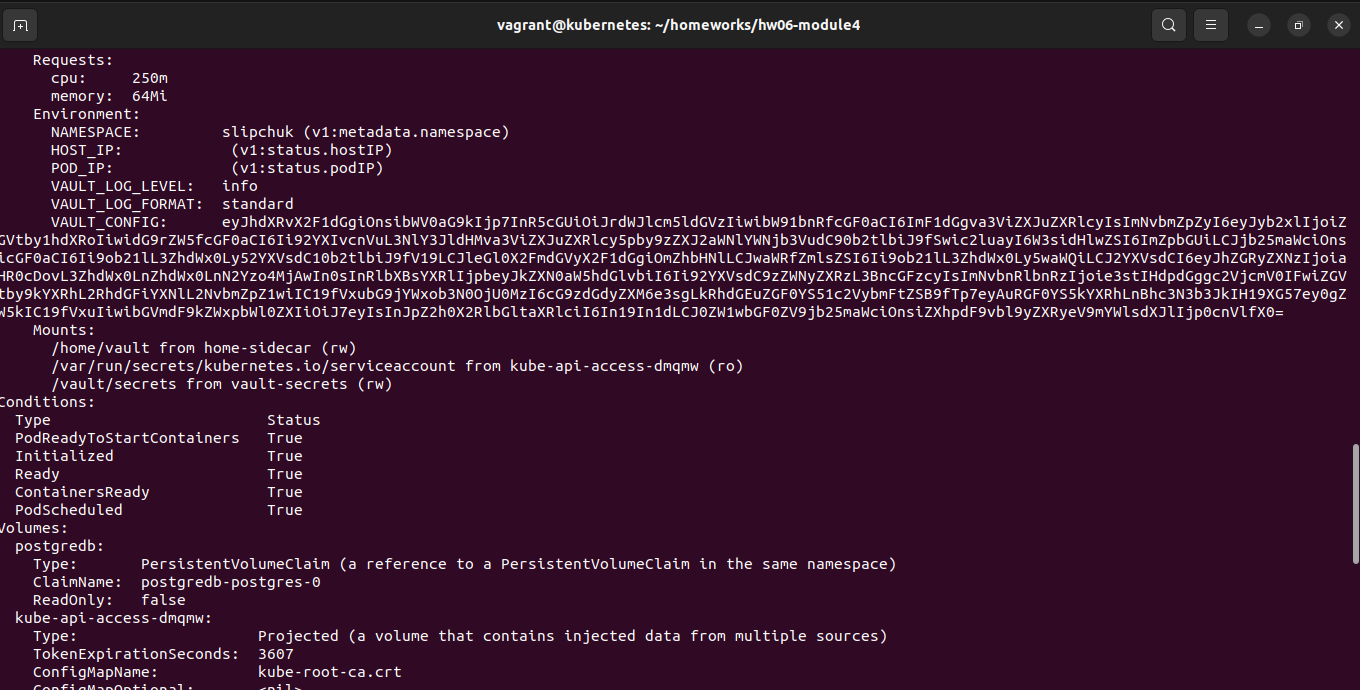 vagrant@kubernetes: ~/homeworks/hw06-module4
Requests:
cpu: 250m
memory: 64Mi
Environment:
NAMESPACE: slipchuk (v1:metadata.namespace)
HOST_IP: (v1:status.hostIP)
POD_IP: (v1:status.podIP)
VAULT_LOG_LEVEL: info
VAULT_LOG_FORMAT: standard
VAULT_CONFIG:
Mounts:
/home/vault from home-sidecar (rw)
/var/run/secrets/kubernetes.io/serviceaccount from kube-api-access-dmqmw (ro)
/vault/secrets from vault-secrets (rw)
Conditions:
Type Status
PodReadyToStartContainers True
Initialized True
Ready True
ContainersReady True
PodScheduled True
Volumes:
postgredb:
Type: PersistentVolumeClaim (a reference to a PersistentVolumeClaim in the same namespace)
ClaimName: postgredb-postgres-0
ReadOnly: false
kube-api-access-dmqmw:
Type: Projected (a volume that contains injected data from multiple sources)
TokenExpirationSeconds: 3607
ConfigMapName: kube-root-ca.crt
ConfigMapOptional: <nil>